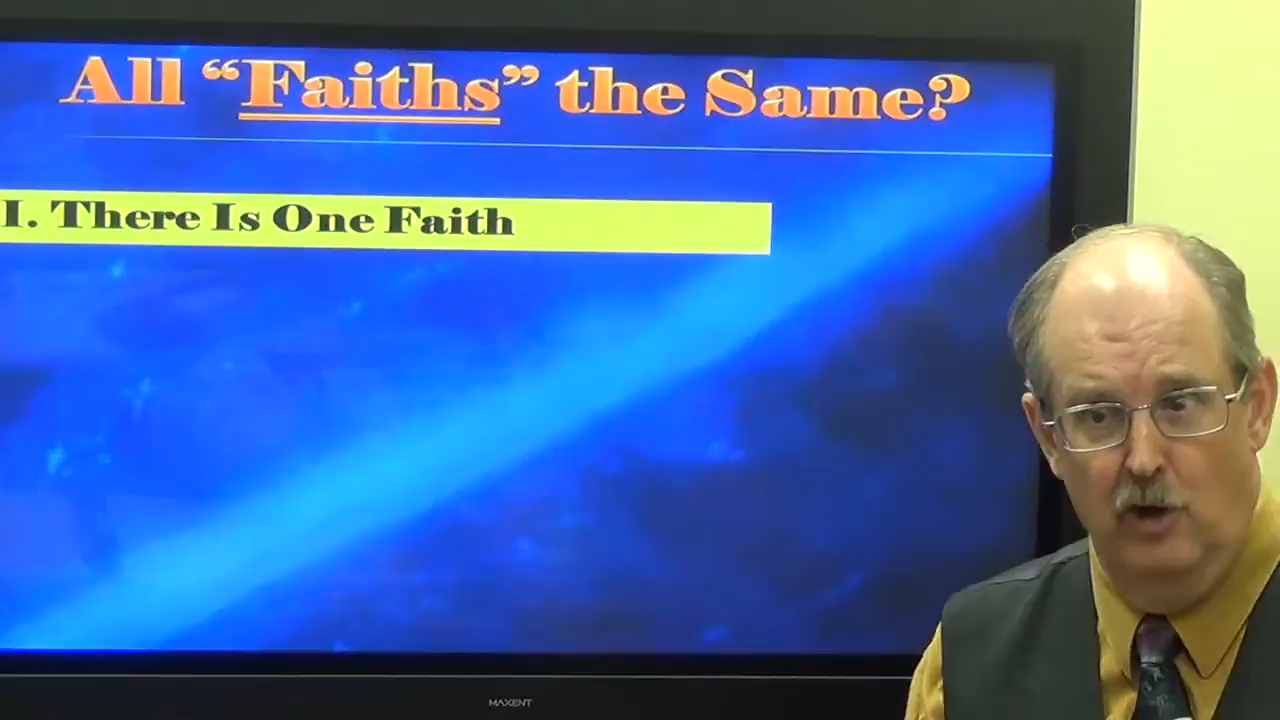 All “Faiths” the Same?
I. There Is One Faith
MAXENT